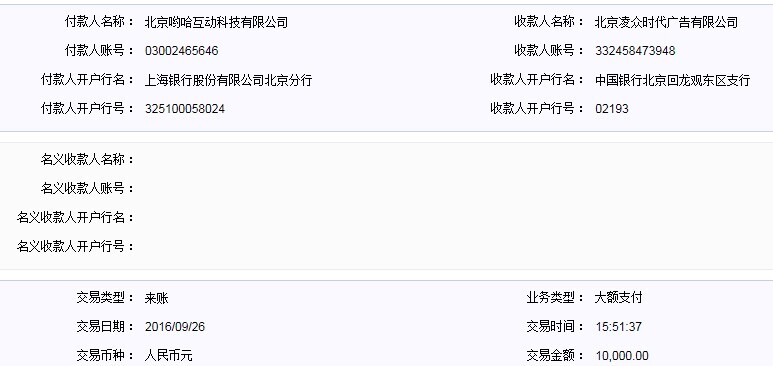 付款人名称： 北京哟哈互动科技有限公司 收款人名称： 北京凌众时代广告有限公司
付款人账号： 03002465646 收款人账号： 332458473948
付款人开户行名： 上海银行股份有限公司北京分行 收款人开户行名： 中国银行北京回龙观东区支行
付款人开户行号： 325100058024 收款人开户行号： 02193
名义收款人名称：
名义收款人账号：
名义收款人开户行名：
名义收款人开户行号：
交易类型： 来账 业务类型： 大额支付
交易日期： 2016/09/26 交易时间： 15:51:37
交易币种： 人民币元 交易金额： 10,000.00